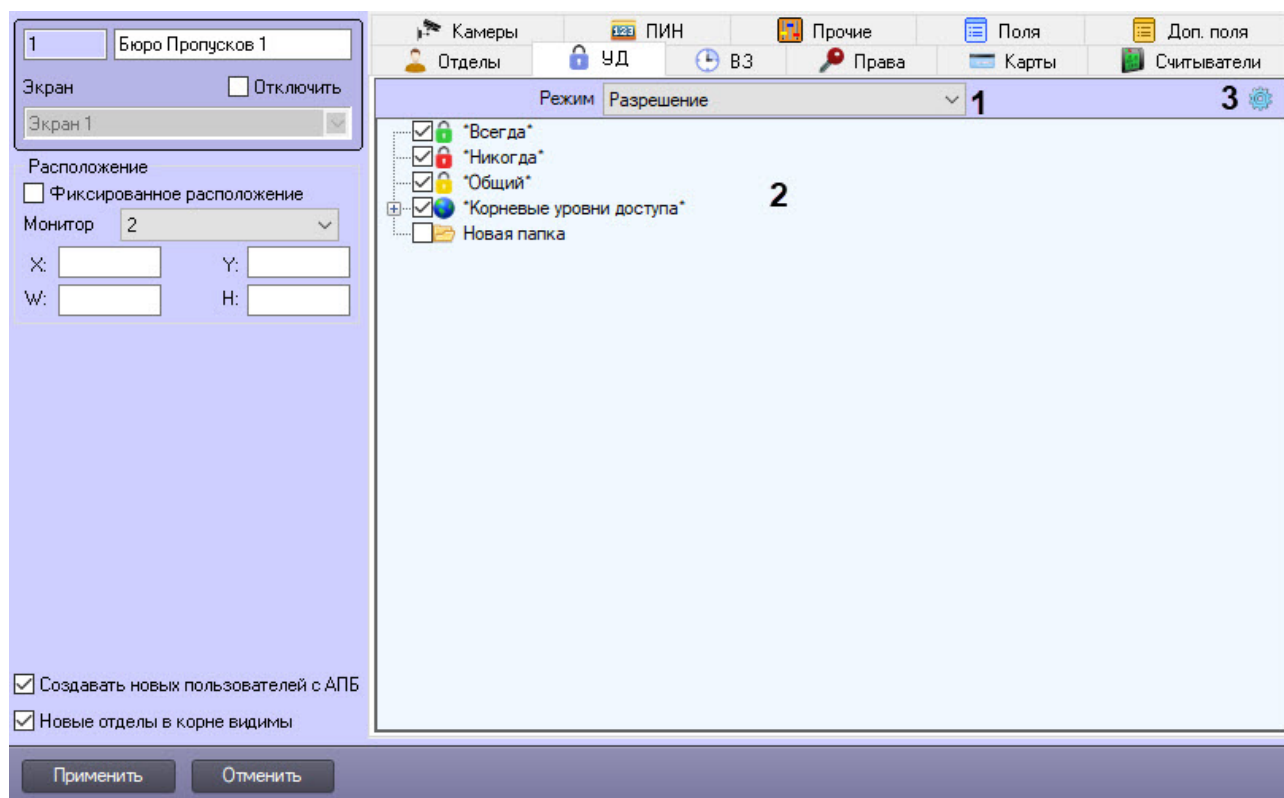 1 Бюро Пропусков 1
Экран Отключить
Экран 1
Расположение
Фиксированное расположение
Монитор 2
X: Y:
W: H:
Создавать новых пользователей с АПБ
Новые отделы в корне видимы
Применить Отменить
Камеры ПИН Прочие Поля Доп. поля
Отделы УД ВЗ Права Карты Считыватели
Режим Разрешение 1 3
*Всегда*
*Никогда*
*Общий*
*Корневые уровни доступа*
Новая папка
2